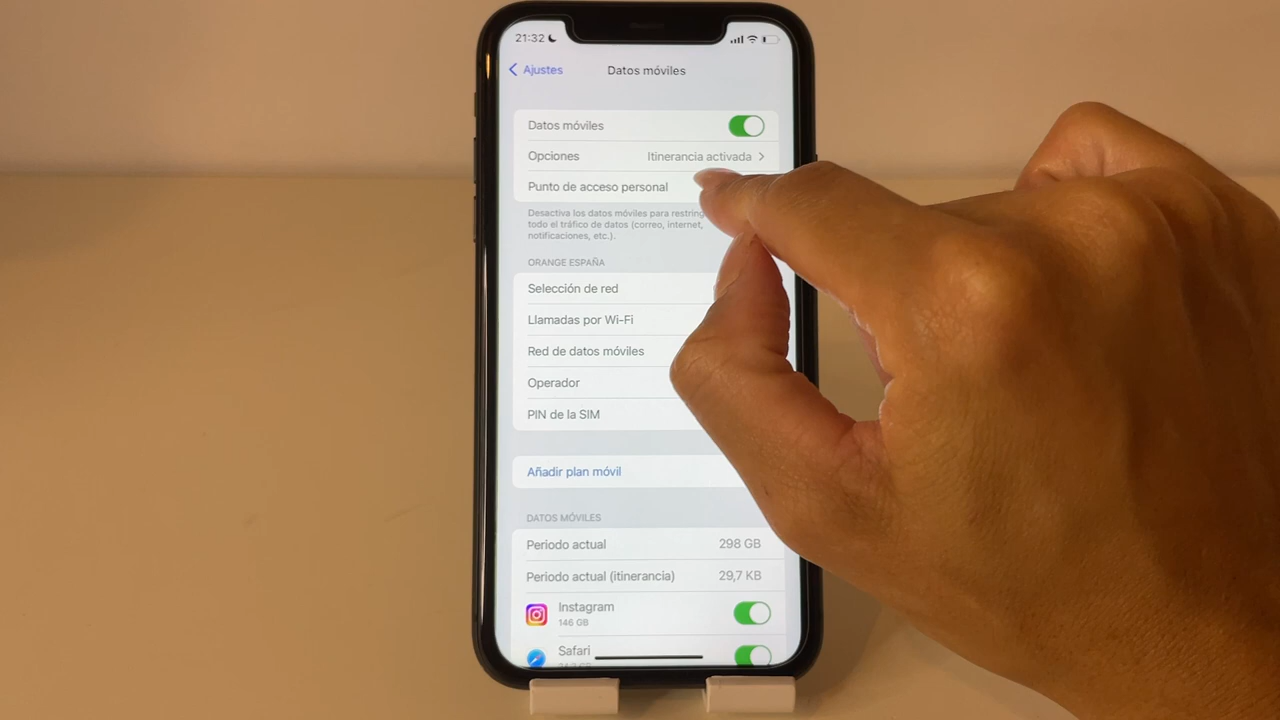 21:32
Ajustes
Datos móviles
Datos móviles
Opciones Itinerancia activada
Punto de acceso personal
Desactiva los datos móviles para restring
todo el tráfico de datos (correo, internet,
notificaciones, etc.).
ORANGE ESPAÑA
Selección de red
Llamadas por Wi-Fi
Red de datos móviles
Operador
PIN de la SIM
Añadir plan móvil
DATOS MÓVILES
Periodo actual 298 GB
Periodo actual (itinerancia) 29,7 KB
Instagram
146 GB
Safari